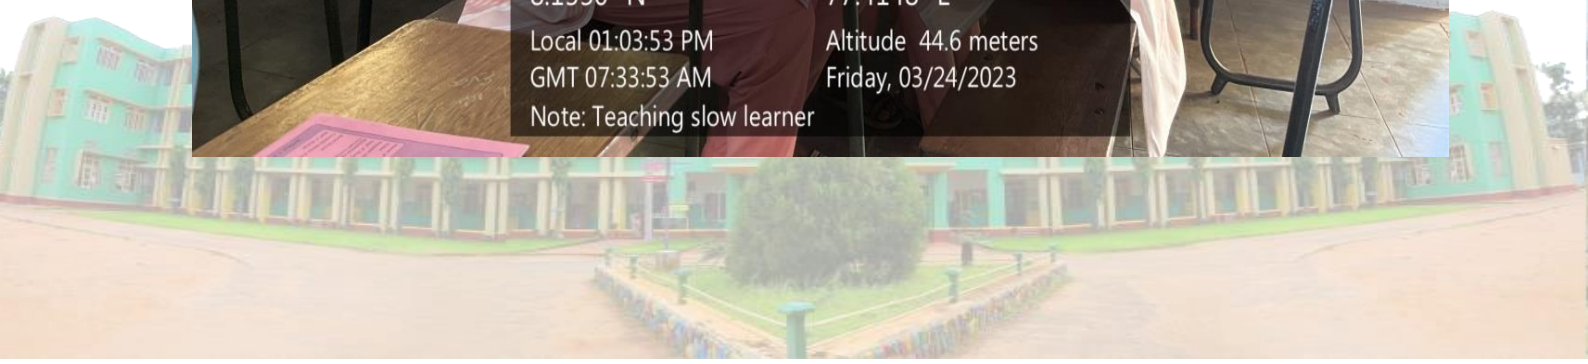 Local 01:03:53 PM
Altitude 44.6 meters
GMT 07:33:53 AM
Friday, 03/24/2023
Note: Teaching slow learner